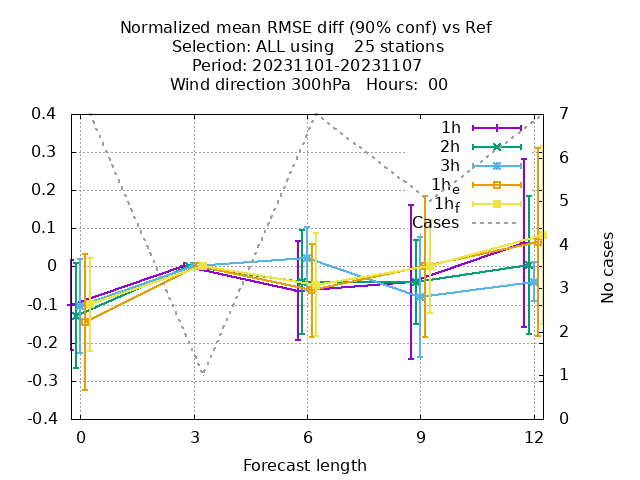 Normalized mean RMSE diff (90% conf) vs Ref
Selection: ALL using    25 stations
Period: 20231101-20231107
Wind direction 300hPa   Hours:  00
0.4
0.3
0.2
0.1
0
-0.1
-0.2
-0.3
-0.4
7
6
5
4
3
2
1
0
No cases
1h
2h
3h
1he
1hf
Cases
0 3 6 9 12
Forecast length